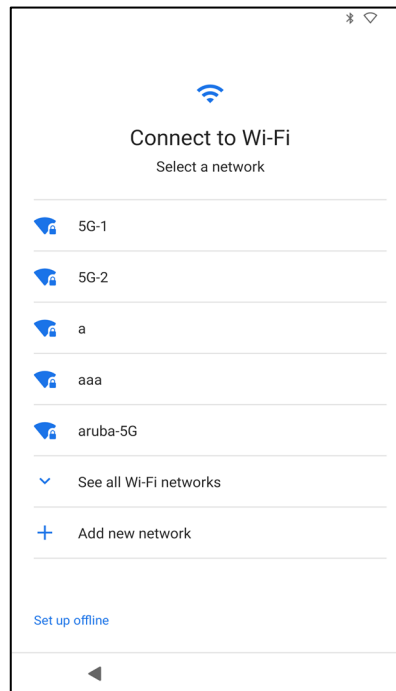 Connect to Wi-Fi
Select a network
5G-1
5G-2
a
aaa
aruba-5G
See all Wi-Fi networks
Add new network
Set up offline